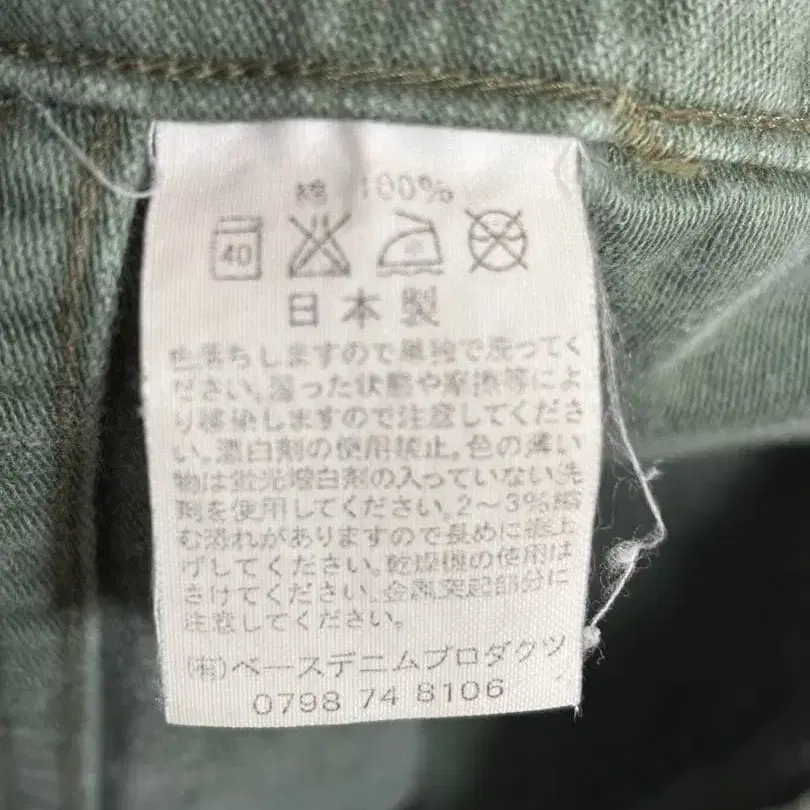 綿 100%
40
日本製
色落ちしますので単独で洗ってく
ださい。湿った状態や摩擦等によ
り移染しますので注意してくださ
い。漂白剤の使用禁止。色の薄い
物は蛍光増白剤の入っていない洗
剤を使用してください。2〜3%縮
む恐れがありますので長めに裾上
げしてください。乾燥機の使用は
さけてください。金属突起部分に
注意してください。
(有)ベースデニムプロダクツ
0798 74 8106